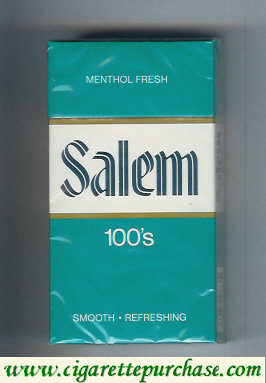 MENTHOL FRESH
Salem
100's
SMOOTH • REFRESHING
www.cigarettepurchase.com